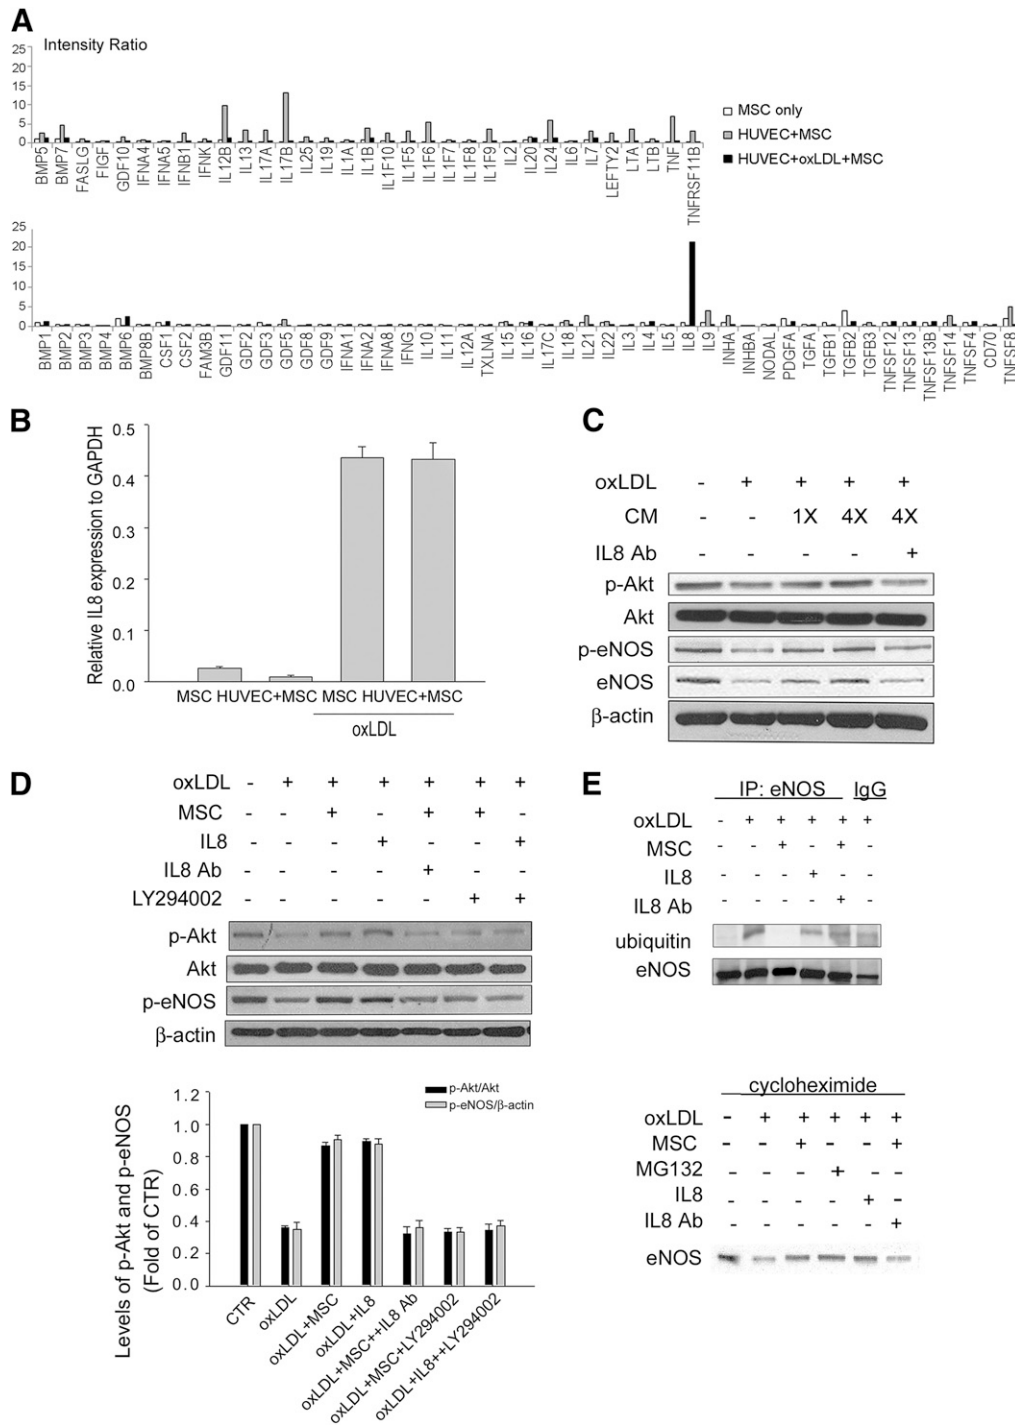 A
Intensity Ratio
25
20
15
10
5
0
MSC only
HUVEC+MSC
HUVEC+oxLDL+MSC
BMP5 BMP7 FASLG FIGF GDF10 IFNA4 IFNA5 IFNB1 IFNK IL12B IL13 IL17A IL17B IL25 IL19 IL1A IL1B IL1F10 IL1F5 IL1F6 IL1F7 IL1F8 IL1F9 IL2 IL20 IL24 IL6 IL7 LEFTY2 LTA LTB TNF TNFRSF11B
25
20
15
10
5
0
BMP1 BMP2 BMP3 BMP4 BMP6 BMP8B CSF1 CSF2 FAM3B GDF11 GDF2 GDF3 GDF5 GDF8 GDF9 IFNA1 IFNA2 IFNA8 IFNG IL10 IL11 IL12A TXLNA IL15 IL16 IL17C IL18 IL21 IL22 IL3 IL4 IL5 IL8 IL9 INHA INHBA NODAL PDGFA TGFA TGFB1 TGFB2 TGFB3 TNFSF12 TNFSF13 TNFSF13B TNFSF14 TNFSF4 CD70 TNFSF8
B
Relative IL8 expression to GAPDH
0.5
0.4
0.3
0.2
0.1
0.0
MSC HUVEC+MSC MSC HUVEC+MSC
oxLDL
C
oxLDL - + + + +
CM - - 1X 4X 4X
IL8 Ab - - - - +
p-Akt
Akt
p-eNOS
eNOS
β-actin
D
oxLDL - + + + + + +
MSC - - + - + + -
IL8 - - - + - - +
IL8 Ab - - - - + - -
LY294002 - - - - - + +
p-Akt
Akt
p-eNOS
β-actin
Levels of p-Akt and p-eNOS
(Fold of CTR)
1.2
1.0
0.8
0.6
0.4
0.2
0.0
p-Akt/Akt
p-eNOS/β-actin
CTR
oxLDL
oxLDL+MSC
oxLDL+IL8
oxLDL+MSC++IL8 Ab
oxLDL+MSC+LY294002
oxLDL+IL8++LY294002
E
IP: eNOS IgG
oxLDL - + + + + +
MSC - - + - + -
IL8 - - - + - -
IL8 Ab - - - - + -
ubiquitin
eNOS
cycloheximide
oxLDL - + + + + +
MSC - - + - - +
MG132 - - - + - -
IL8 - - - - + -
IL8 Ab - - - - - +
eNOS